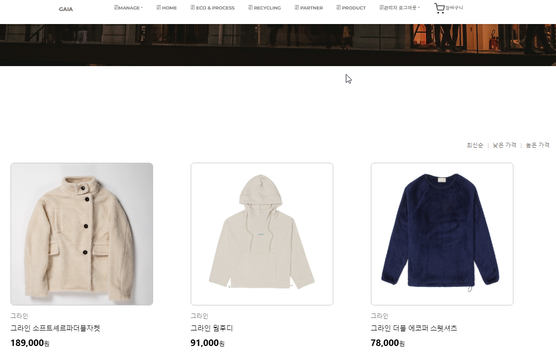 GAIA
MANAGE
HOME
ECO & PROCESS
RECYCLING
PARTNER
PRODUCT
관리자 로그아웃
장바구니
최신순 | 낮은 가격 | 높은 가격
그라인
그라인 소프트셰르파더플자켓
189,000원
그라인
그라인 웜후디
91,000원
그라인
그라인 더플 에코퍼 스웻셔츠
78,000원